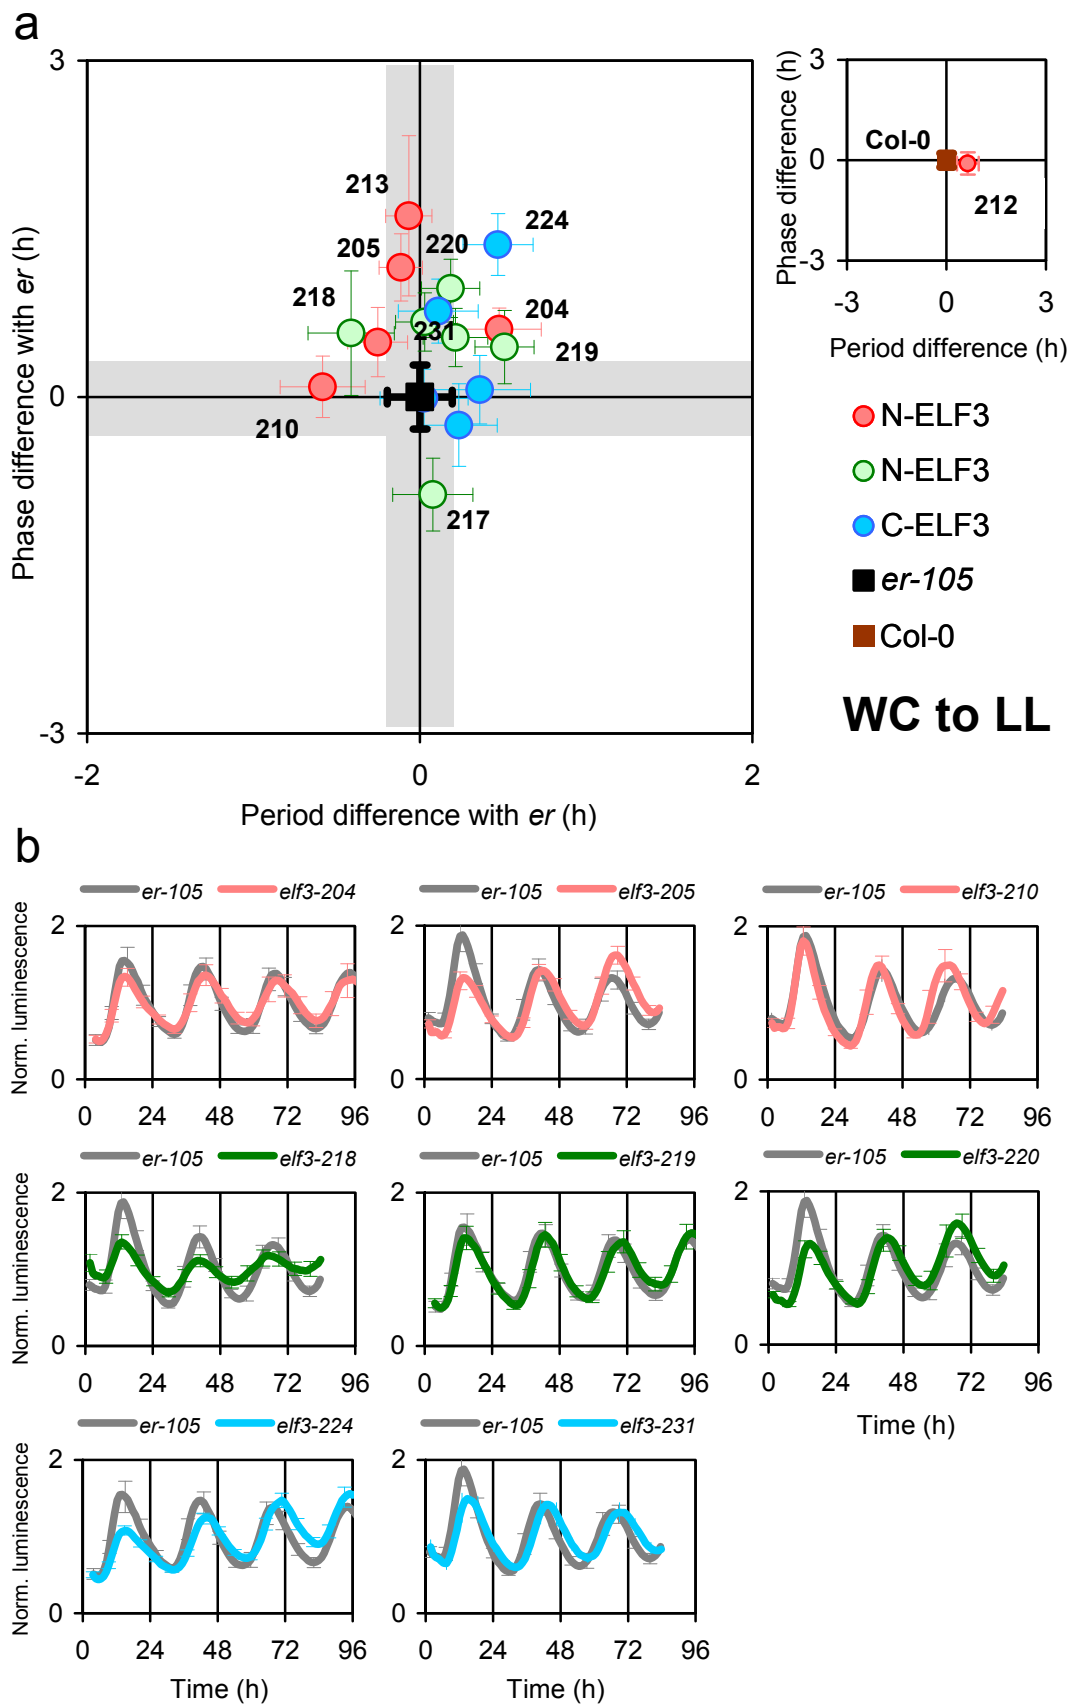 a
3
0
-3
-2
0
2
Phase difference with er (h)
Period difference with er (h)
213
205
220
224
218
231
204
219
210
217
3
0
-3
-3
0
3
Phase difference (h)
Period difference (h)
Col-0
212
N-ELF3
N-ELF3
C-ELF3
er-105
Col-0
WC to LL
b
er-105 elf3-204
er-105 elf3-205
er-105 elf3-210
Norm. luminescence
2
0
0 24 48 72 96
2
0
0 24 48 72 96
2
0
0 24 48 72 96
er-105 elf3-218
er-105 elf3-219
er-105 elf3-220
Norm. luminescence
2
0
0 24 48 72 96
2
0
0 24 48 72 96
2
0
0 24 48 72 96
Time (h)
er-105 elf3-224
er-105 elf3-231
Norm. luminescence
2
0
0 24 48 72 96
Time (h)
2
0
0 24 48 72 96
Time (h)